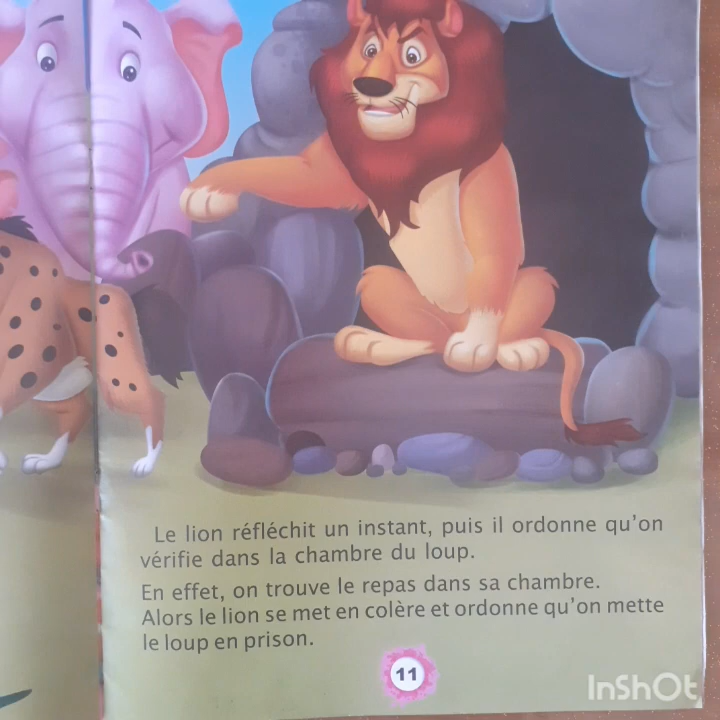 Le lion réfléchit un instant, puis il ordonne qu'on
vérifie dans la chambre du loup.
En effet, on trouve le repas dans sa chambre.
Alors le lion se met en colère et ordonne qu'on mette
le loup en prison.
11
InShOt